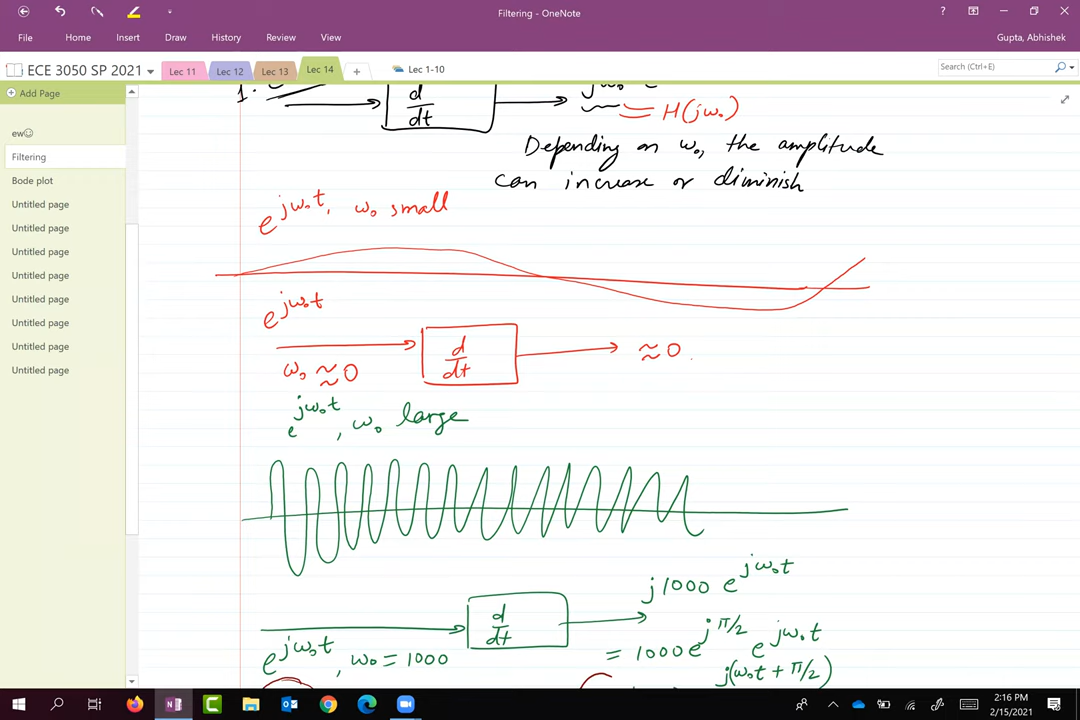 Filtering - OneNote
File Home Insert Draw History Review View
Gupta, Abhishek
ECE 3050 SP 2021
Lec 11 Lec 12 Lec 13 Lec 14 + Lec 1-10
Search (Ctrl+E)
Add Page
ew☺
Filtering
Bode plot
Untitled page
Untitled page
Untitled page
Untitled page
Untitled page
Untitled page
Untitled page
Untitled page
1.
d/dt
= H(jω₀)
Depending on ω₀, the amplitude
can increase or diminish
e^{jω₀t}, ω₀ small
e^{jω₀t}
ω₀ ≈ 0
d/dt
≈ 0.
e^{jω₀t}, ω₀ large
d/dt
j1000 e^{jω₀t}
e^{jω₀t}, ω₀ = 1000
= 1000 e^{jπ/2} e^{jω₀t}
j(ω₀t + π/2)
2:16 PM
2/15/2021